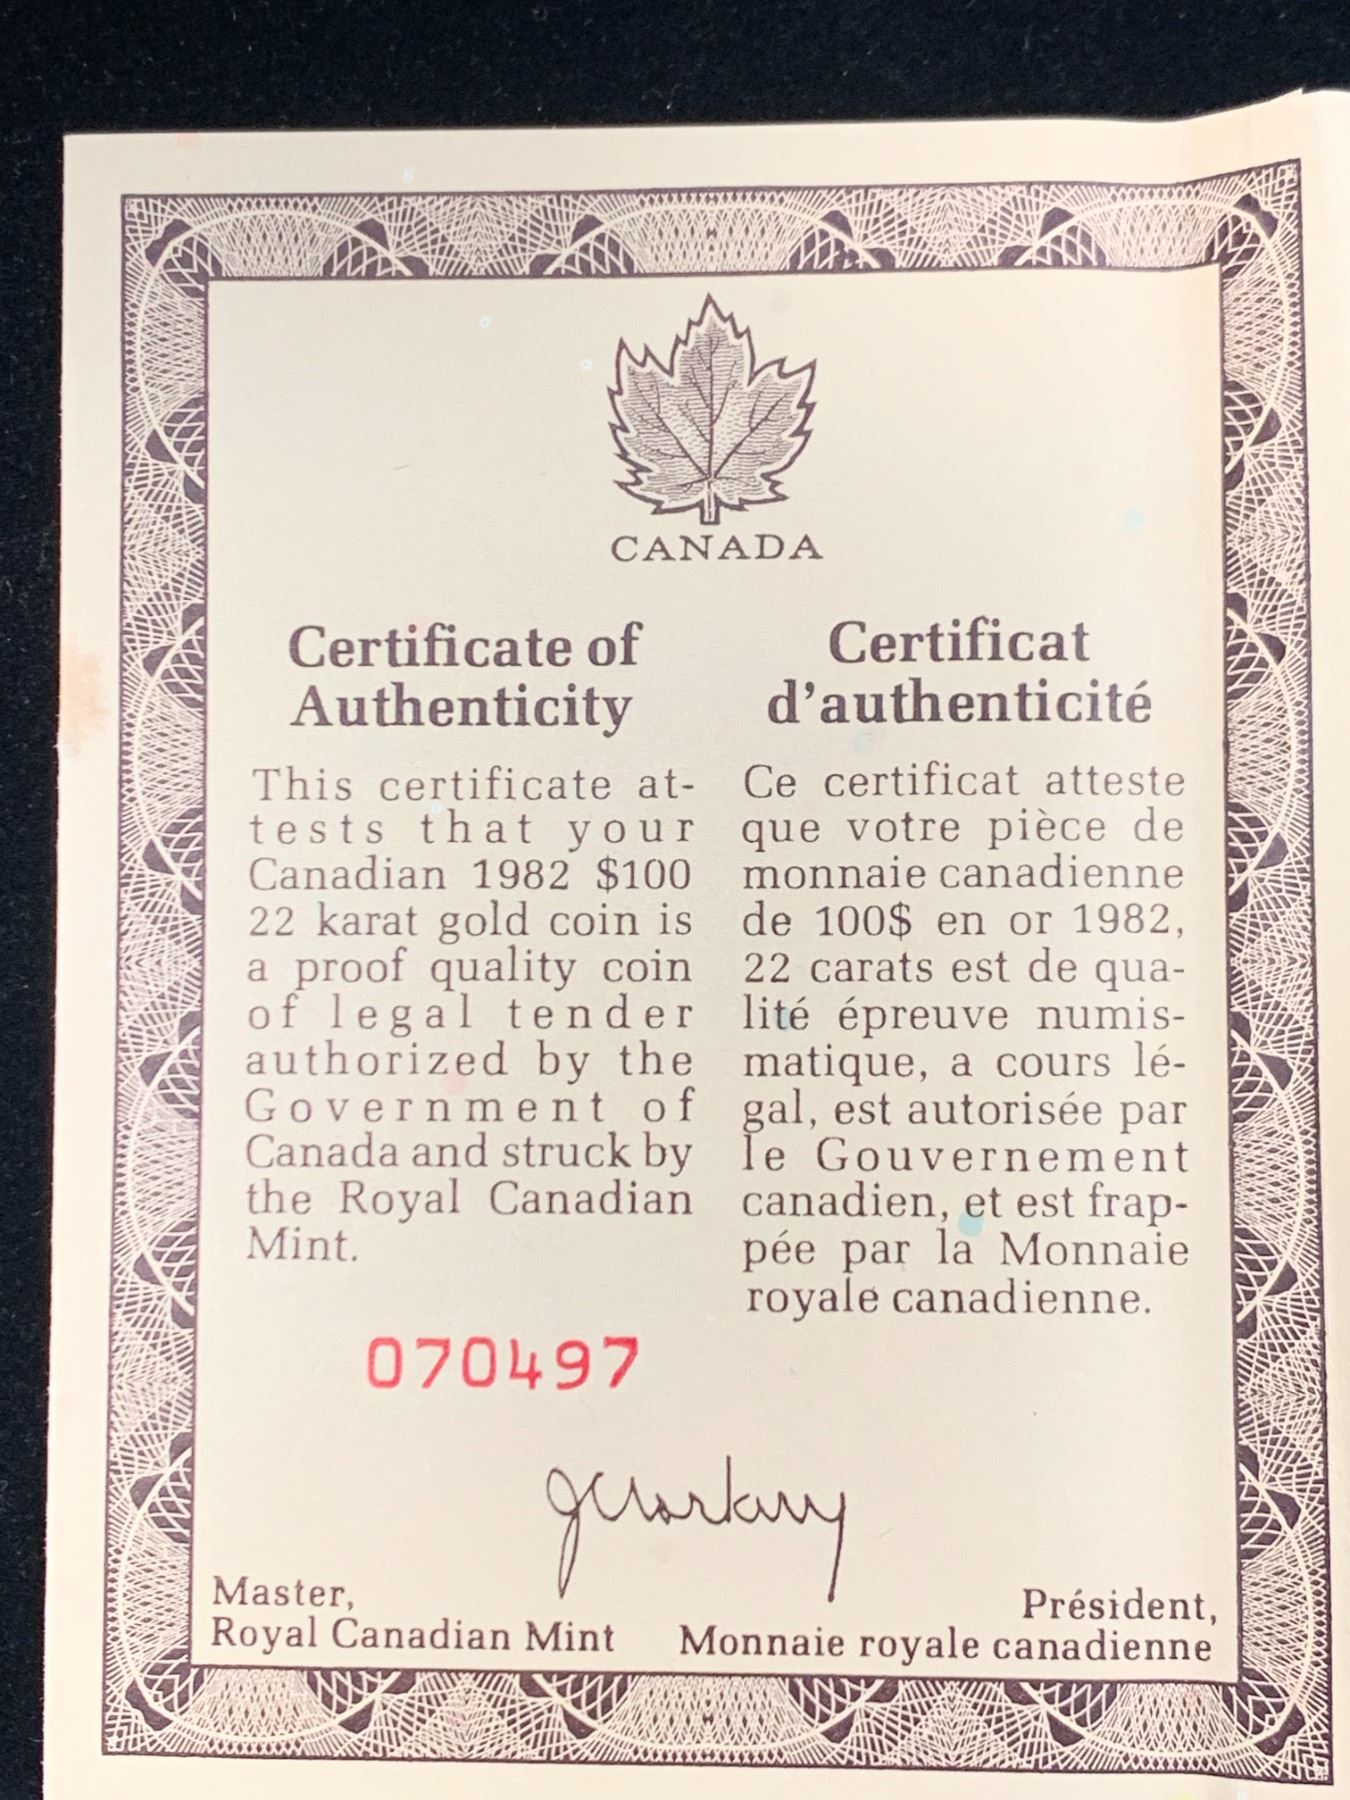 CANADA
Certificate of
Authenticity
This certificate at-
tests that your
Canadian 1982 $100
22 karat gold coin is
a proof quality coin
of legal tender
authorized by the
Government of
Canada and struck by
the Royal Canadian
Mint.
Certificat
d'authenticité
Ce certificat atteste
que votre pièce de
monnaie canadienne
de 100$ en or 1982,
22 carats est de qua-
lité épreuve numis-
matique, a cours lé-
gal, est autorisée par
le Gouvernement
canadien, et est frap-
pée par la Monnaie
royale canadienne.
070497
Master,
Royal Canadian Mint
Président,
Monnaie royale canadienne